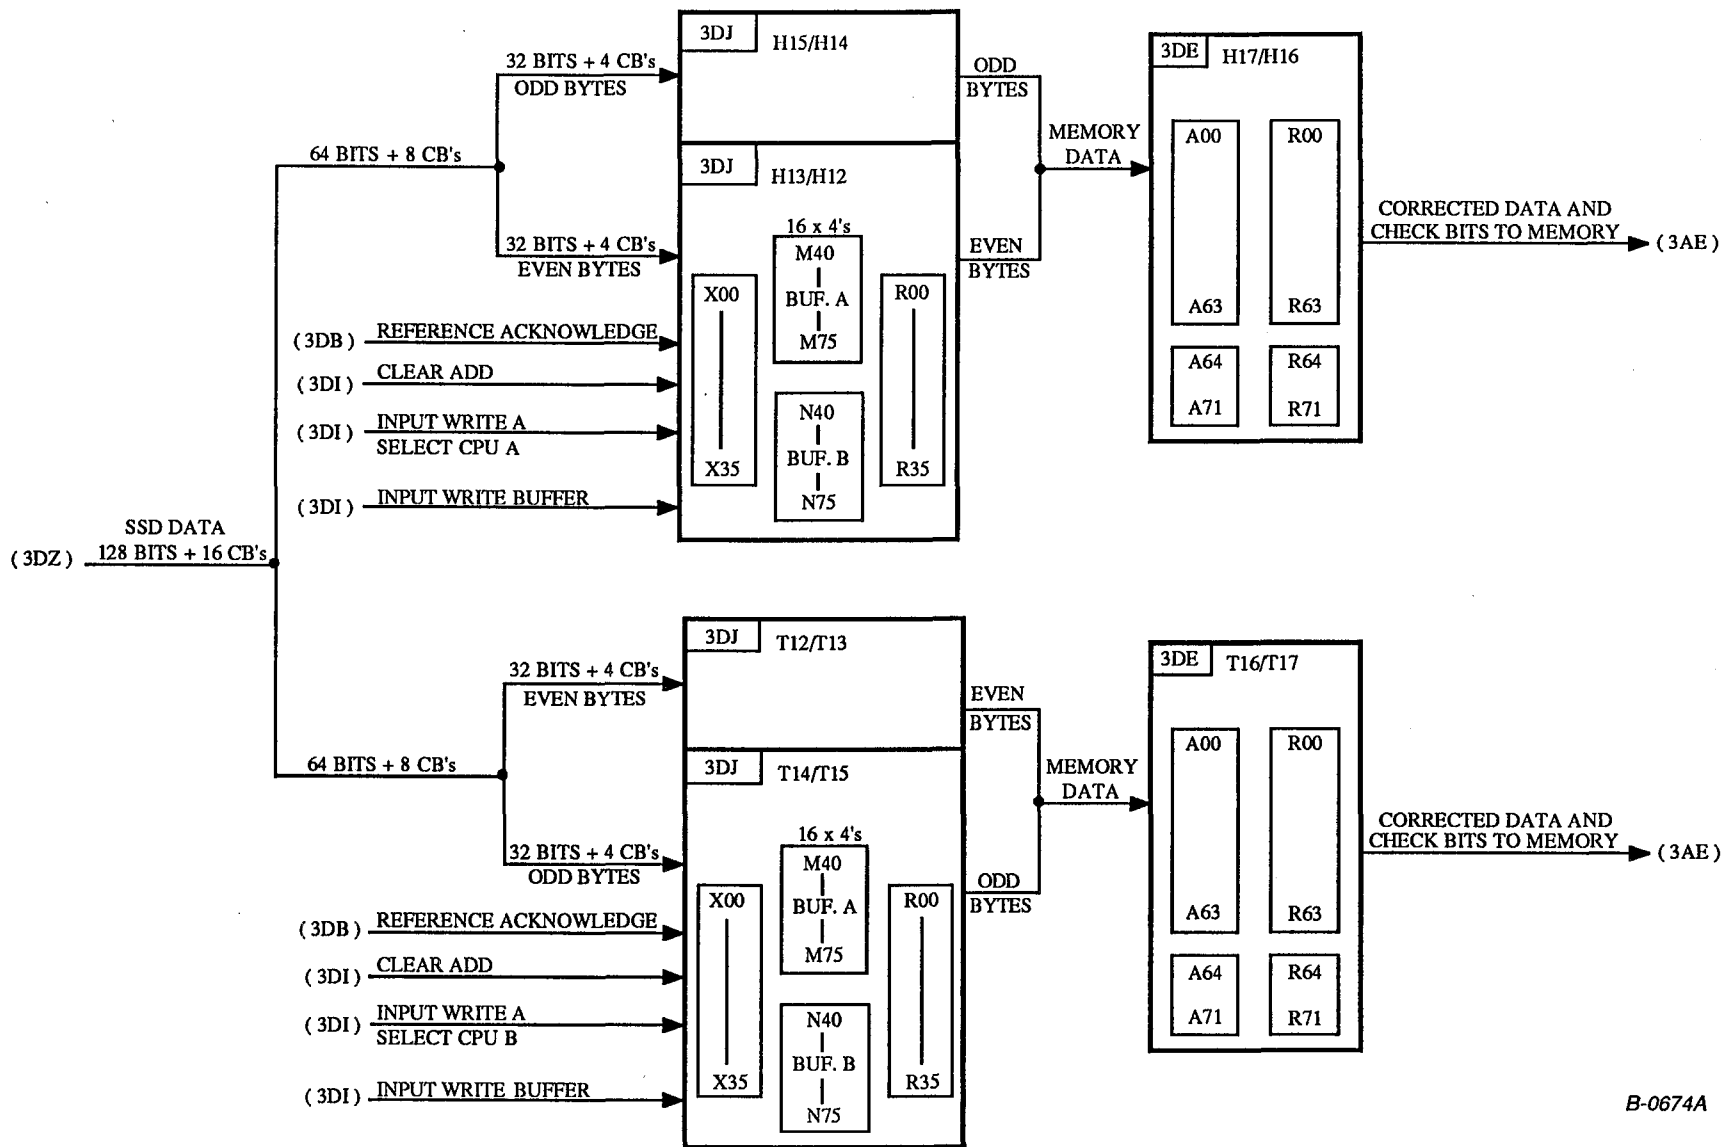 3DJ
H15/H14
32 BITS + 4 CB's
ODD BYTES
ODD
BYTES
3DE
H17/H16
64 BITS + 8 CB's
3DJ
H13/H12
MEMORY
DATA
A00
R00
32 BITS + 4 CB's
EVEN BYTES
16 x 4's
M40
BUF. A
M75
EVEN
BYTES
CORRECTED DATA AND
CHECK BITS TO MEMORY
( 3AE )
X00
R00
A63
R63
( 3DB )
REFERENCE ACKNOWLEDGE
( 3DI )
CLEAR ADD
A64
R64
( 3DI )
INPUT WRITE A
SELECT CPU A
N40
BUF. B
N75
A71
R71
X35
R35
( 3DI )
INPUT WRITE BUFFER
SSD DATA
( 3DZ )
128 BITS + 16 CB's
3DJ
T12/T13
32 BITS + 4 CB's
EVEN BYTES
EVEN
BYTES
3DE
T16/T17
64 BITS + 8 CB's
3DJ
T14/T15
MEMORY
DATA
A00
R00
32 BITS + 4 CB's
ODD BYTES
16 x 4's
M40
BUF. A
M75
ODD
BYTES
CORRECTED DATA AND
CHECK BITS TO MEMORY
( 3AE )
X00
R00
A63
R63
( 3DB )
REFERENCE ACKNOWLEDGE
( 3DI )
CLEAR ADD
A64
R64
( 3DI )
INPUT WRITE A
SELECT CPU B
N40
BUF. B
N75
A71
R71
X35
R35
( 3DI )
INPUT WRITE BUFFER
B-0674A